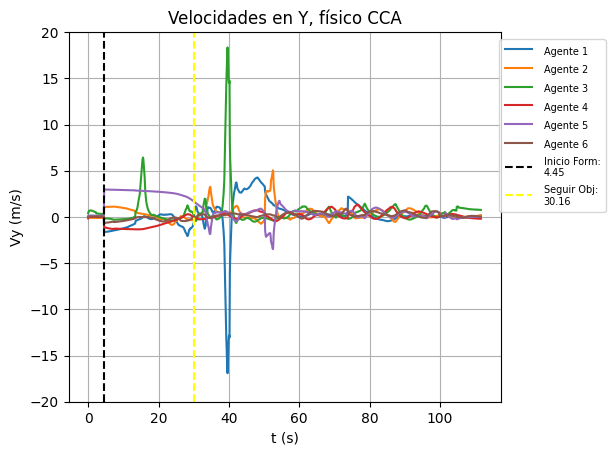 Velocidades en Y, físico CCA
Vy (m/s)
20
15
10
5
0
−5
−10
−15
−20
0
20
40
60
80
100
t (s)
Agente 1
Agente 2
Agente 3
Agente 4
Agente 5
Agente 6
Inicio Form:
4.45
Seguir Obj:
30.16